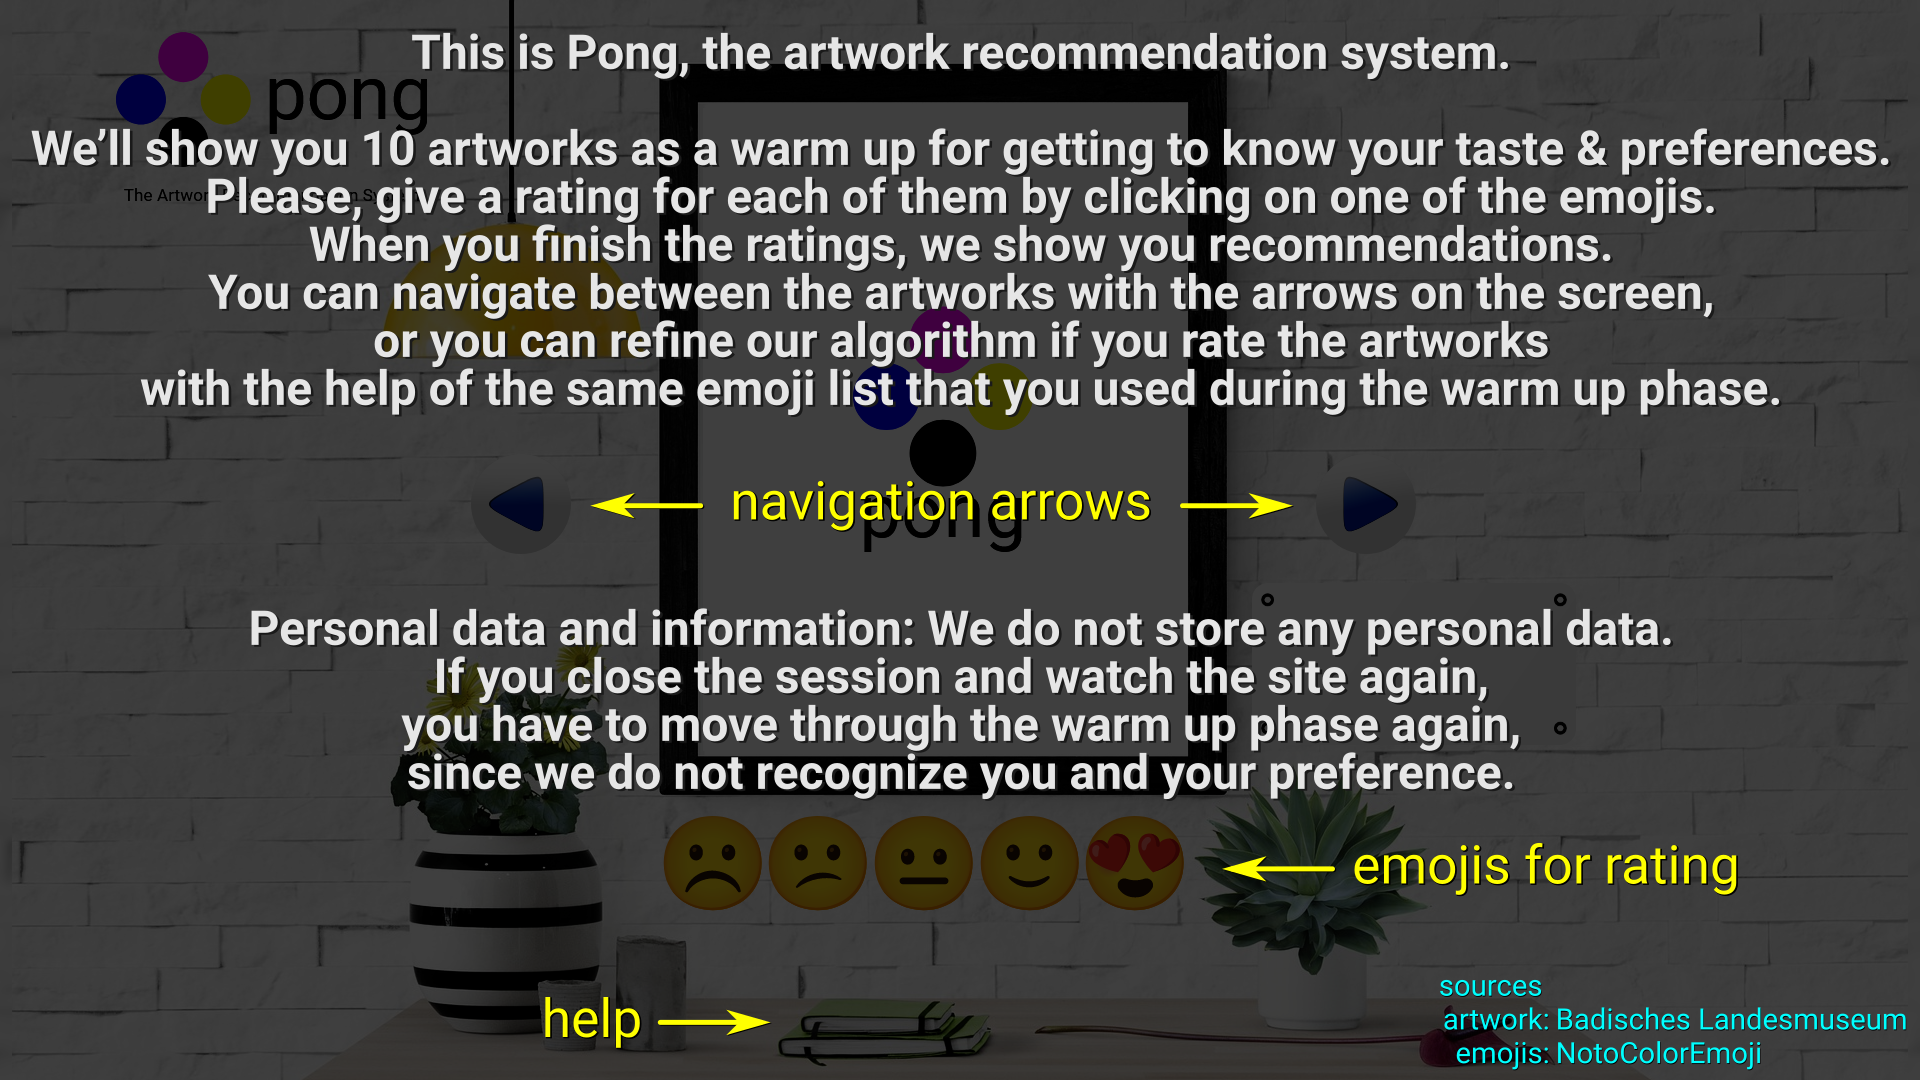 This is Pong, the artwork recommendation system.
pong
We'll show you 10 artworks as a warm up for getting to know your taste & preferences.
The Artwor
Please, give a rating for each of them by clicking on one of the emojis.
When you finish the ratings, we show you recommendations.
You can navigate between the artworks with the arrows on the screen,
or you can refine our algorithm if you rate the artworks
with the help of the same emoji list that you used during the warm up phase.
navigation arrows
pong
Personal data and information: We do not store any personal data.
If you close the session and watch the site again,
you have to move through the warm up phase again,
since we do not recognize you and your preference.
emojis for rating
help
sources
artwork: Badisches Landesmuseum
emojis: NotoColorEmoji